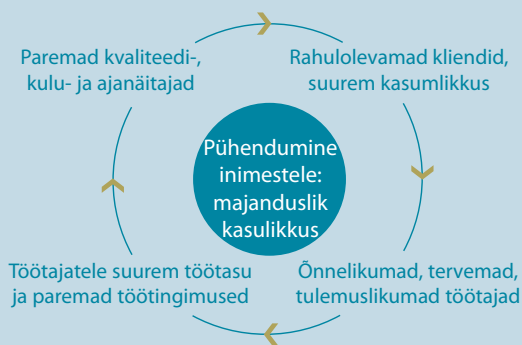 Paremad kvaliteedi-,
kulu- ja ajanäitajad
Rahulolevamad kliendid,
suurem kasumlikkus
Pühendumine
inimestele:
majanduslik
kasulikkus
Töötajatele suurem töötasu
ja paremad töötingimused
Õnnelikumad, tervemad,
tulemuslikumad töötajad